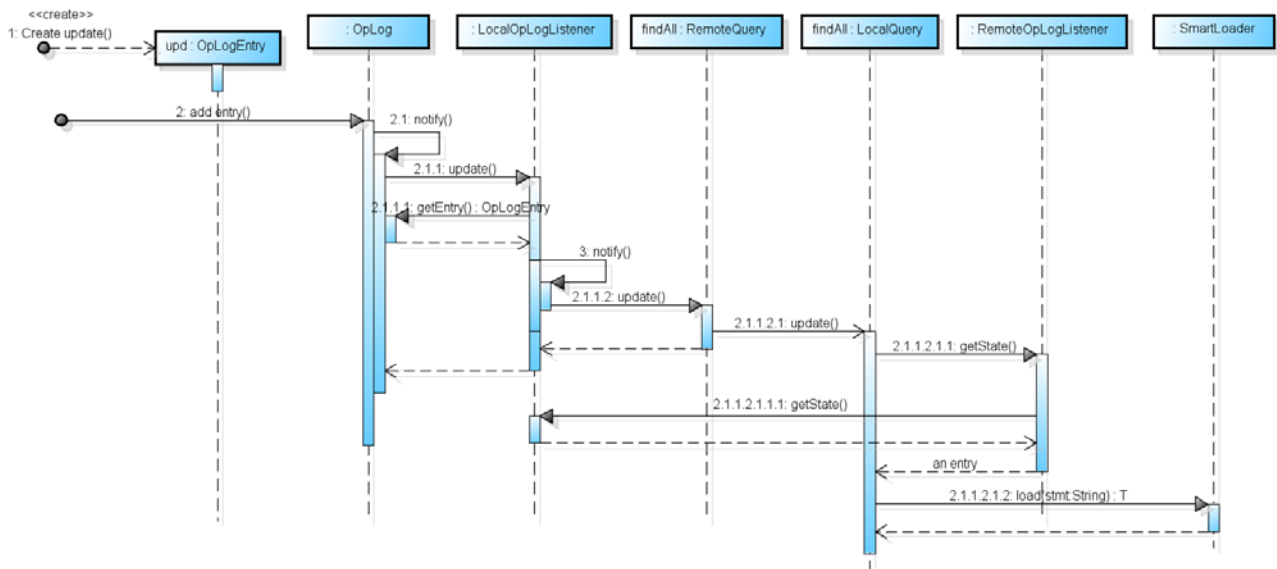 <<create>>
1: Create update()
upd : OpLogEntry
: OpLog
: LocalOpLogListener
findAll : RemoteQuery
findAll : LocalQuery
: RemoteOpLogListener
: SmartLoader
2: add entry()
2.1: notify()
2.1.1: update()
2.1.1.1: getEntry() : OpLogEntry
3: notify()
2.1.1.2: update()
2.1.1.2.1: update()
2.1.1.2.1.1: getState()
2.1.1.2.1.1.1: getState()
an entry
2.1.1.2.1.2: load(stmt:String) : T